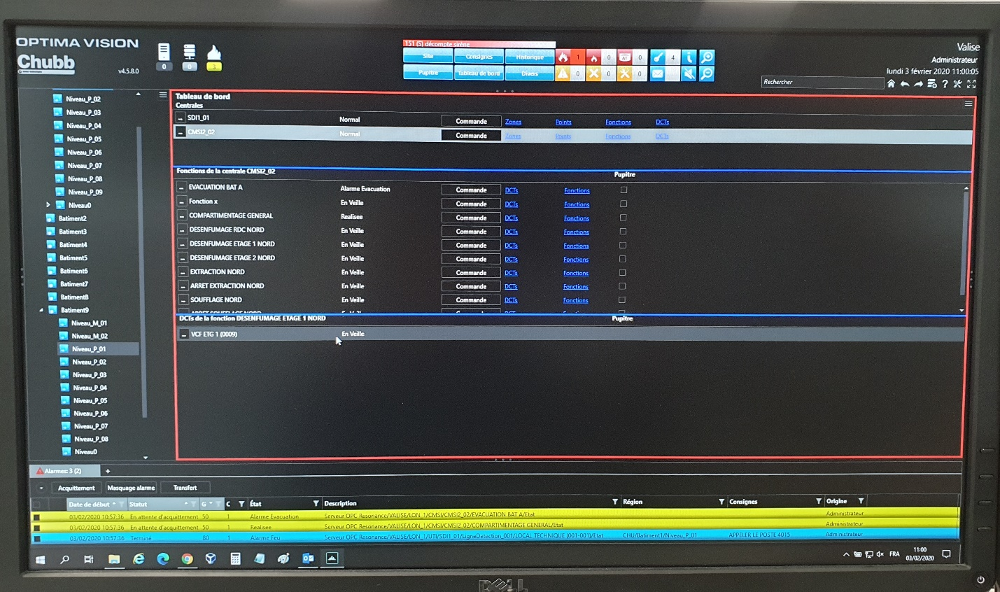 OPTIMA VISION
Chubb
v4.5.8.0
0
0
3
151 (S) décompte sirène
Site
Consignes
Historique
1
0
AT
0
4
Pupitre
Tableau de bord
Divers
0
0
0
Valise
Administrateur
lundi 3 février 2020 11:00:05
Rechercher
Niveau_P_02
Niveau_P_03
Niveau_P_04
Niveau_P_05
Niveau_P_06
Niveau_P_07
Niveau_P_08
Niveau_P_09
Niveau0
Batiment2
Batiment3
Batiment4
Batiment5
Batiment6
Batiment7
Batiment8
Batiment9
Niveau_M_01
Niveau_M_02
Niveau_P_01
Niveau_P_02
Niveau_P_03
Niveau_P_04
Niveau_P_05
Niveau_P_06
Niveau_P_07
Niveau_P_08
Niveau0
Tableau de bord
Centrales
... SDI1_01 Normal Commande Zones Points Fonctions DCTs
... CMSI2_02 Normal Commande Zones Points Fonctions DCTs
Fonctions de la centrale CMSI2_02 Pupitre
... EVACUATION BAT A Alarme Evacuation Commande DCTs Fonctions
... Fonction x En Veille Commande DCTs Fonctions
... COMPARTIMENTAGE GENERAL Realisee Commande DCTs Fonctions
... DESENFUMAGE RDC NORD En Veille Commande DCTs Fonctions
... DESENFUMAGE ETAGE 1 NORD En Veille Commande DCTs Fonctions
... DESENFUMAGE ETAGE 2 NORD En Veille Commande DCTs Fonctions
... EXTRACTION NORD En Veille Commande DCTs Fonctions
... ARRET EXTRACTION NORD En Veille Commande DCTs Fonctions
... SOUFFLAGE NORD En Veille Commande DCTs Fonctions
ARRET SOUFFLAGE NORD En Veille Commande DCTs Fonctions
DCTs de la fonction DESENFUMAGE ETAGE 1 NORD Pupitre
... VCF ETG 1 (0009) En Veille
Alarmes: 3 (2) +
Acquittement Masquage alarme Transfert
Date de début Statut G C État Description Région Consignes Origine
03/02/2020 10:57:36 En attente d'acquittement 50 1 Alarme Evacuation Serveur OPC Resonance/VALISE/LON_1/CMSI/CMSI2_02/EVACUATION BAT A/Etat Administrateur
03/02/2020 10:57:36 En attente d'acquittement 50 1 Realisee Serveur OPC Resonance/VALISE/LON_1/CMSI/CMSI2_02/COMPARTIMENTAGE GENERAL/Etat Administrateur
03/02/2020 10:57:36 Terminé 80 1 Alarme Feu Serveur OPC Resonance/VALISE/LON_1/UTI/SDI1_01/LigneDetection_001/LOCAL TECHNIQUE (001-001)/Etat CHU/Batiment1/Niveau_P_01 APPELER LE POSTE 4015 Administrateur
FRA
11:00
03/02/2020
DELL